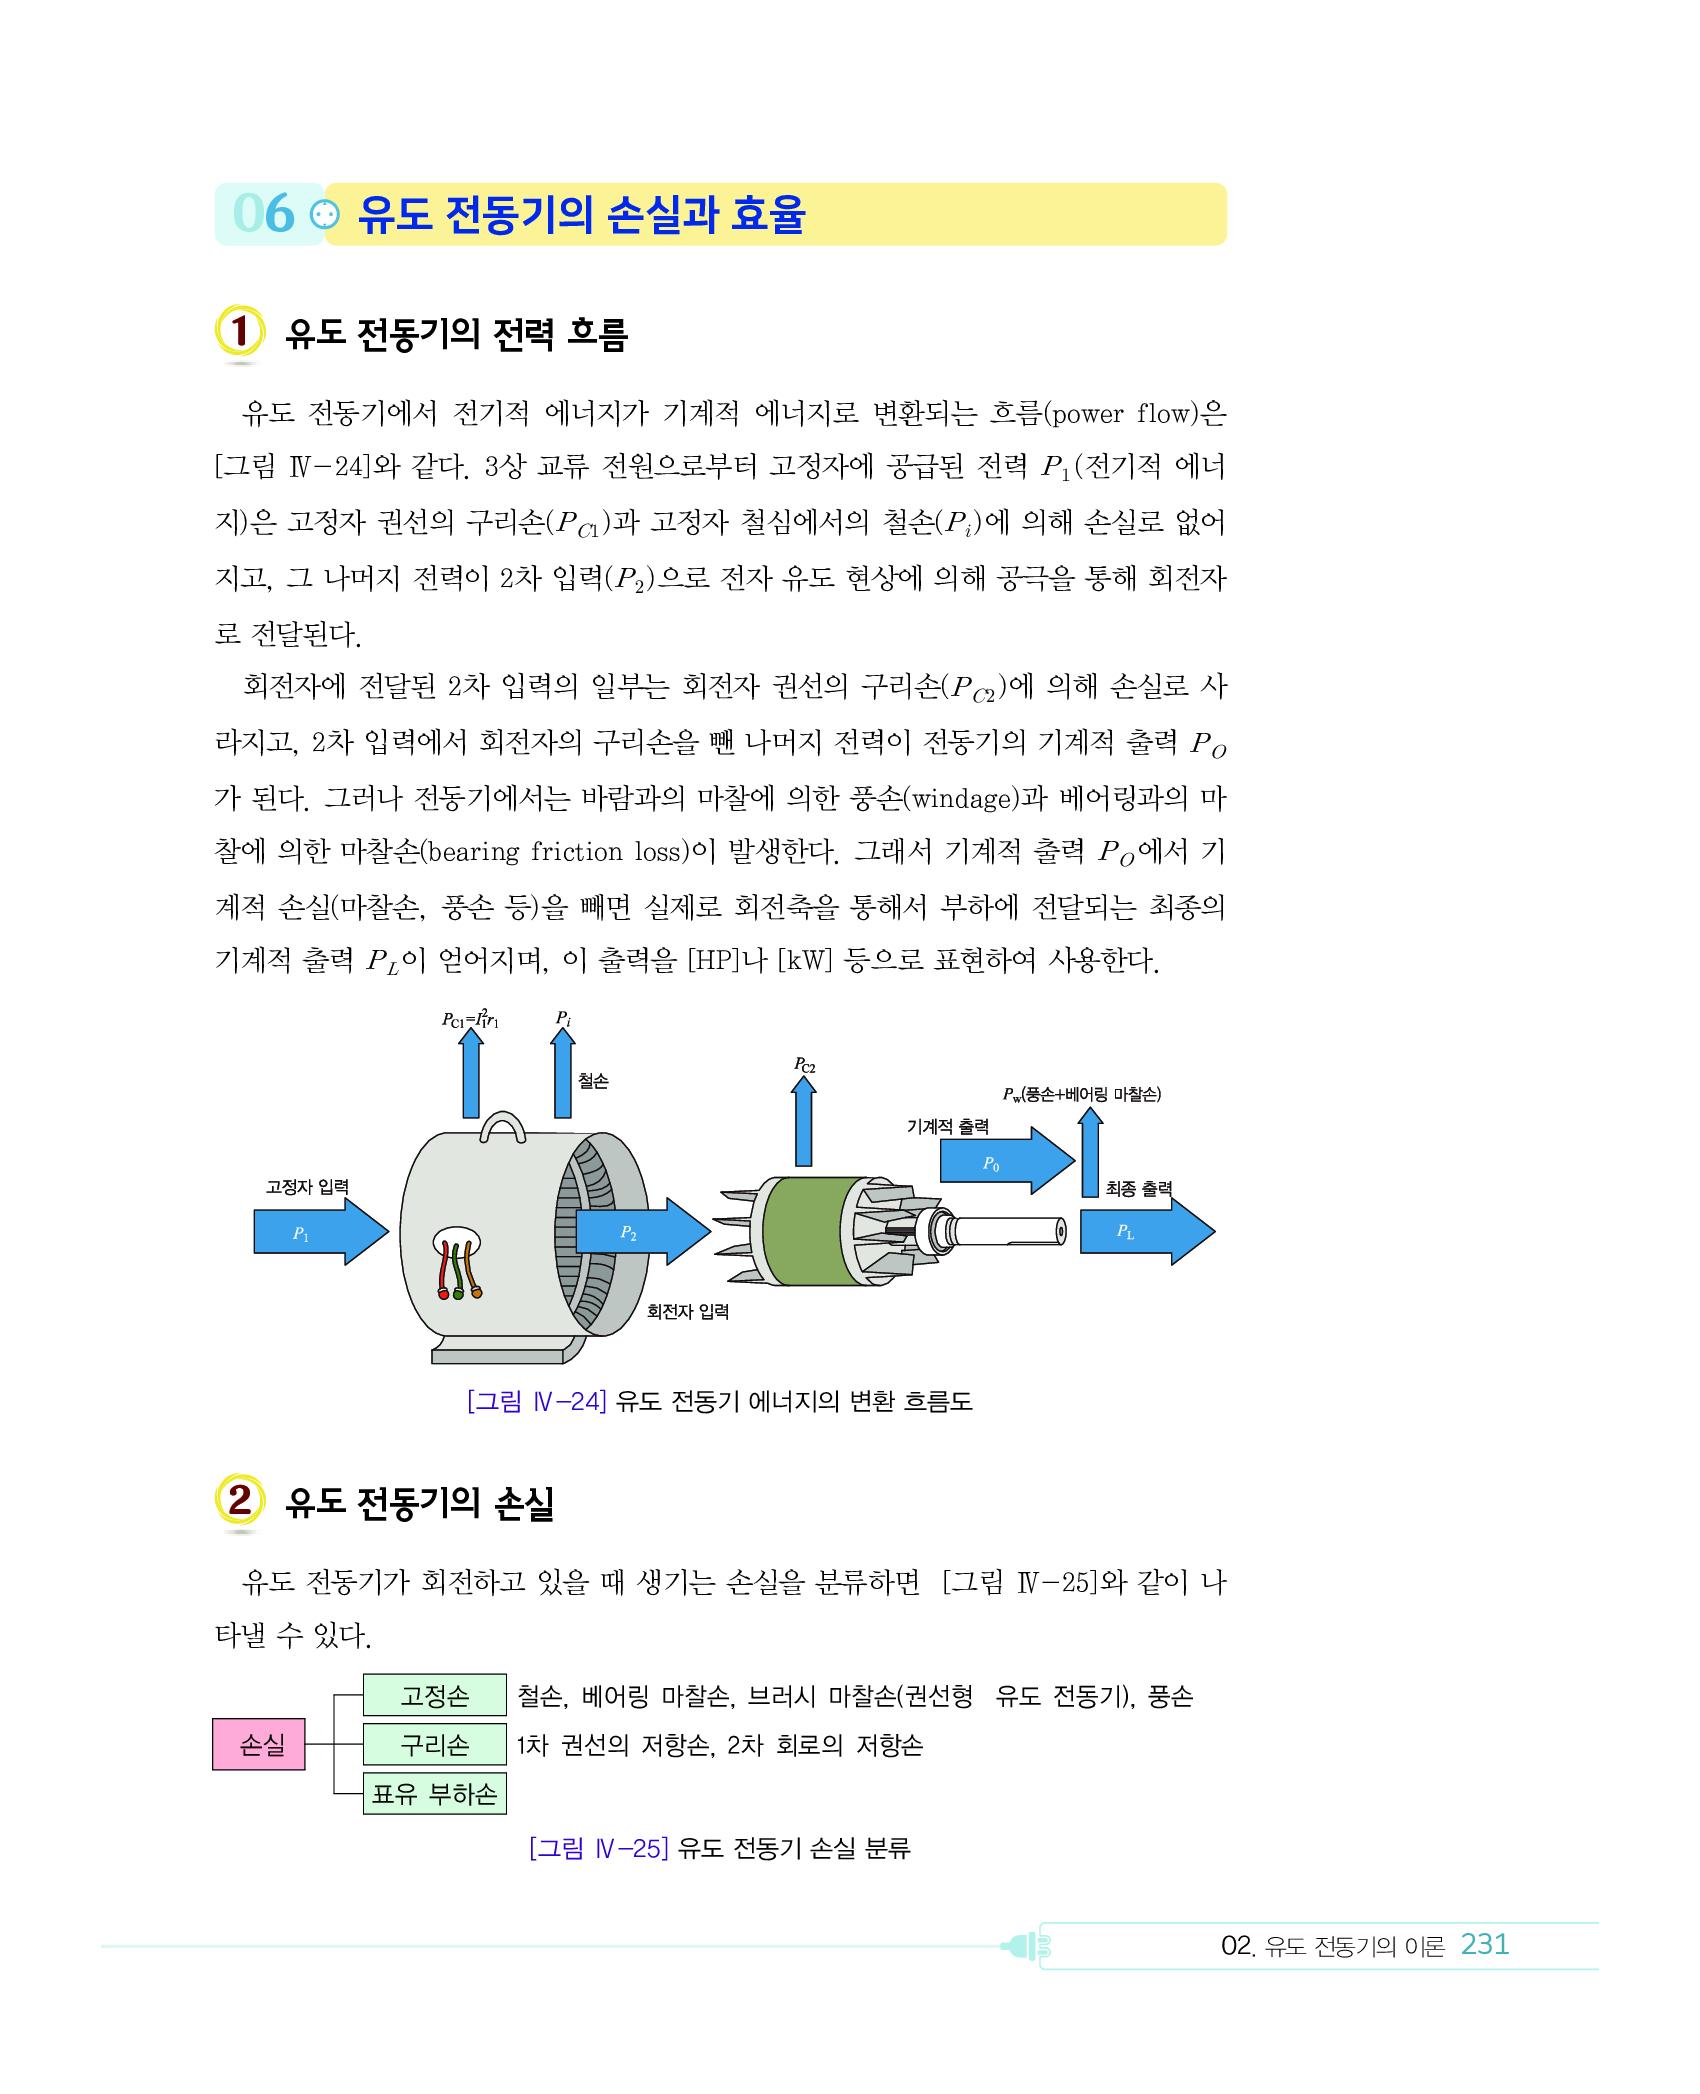 06 유도 전동기의 손실과 효율
1 유도 전동기의 전력 흐름
유도 전동기에서 전기적 에너지가 기계적 에너지로 변환되는 흐름(power flow)은
[그림 Ⅳ-24]와 같다. 3상 교류 전원으로부터 고정자에 공급된 전력 P1(전기적 에너
지)은 고정자 권선의 구리손(PC1)과 고정자 철심에서의 철손(Pi)에 의해 손실로 없어
지고, 그 나머지 전력이 2차 입력(P2)으로 전자 유도 현상에 의해 공극을 통해 회전자
로 전달된다.
회전자에 전달된 2차 입력의 일부는 회전자 권선의 구리손(PC2)에 의해 손실로 사
라지고, 2차 입력에서 회전자의 구리손을 뺀 나머지 전력이 전동기의 기계적 출력 PO
가 된다. 그러나 전동기에서는 바람과의 마찰에 의한 풍손(windage)과 베어링과의 마
찰에 의한 마찰손(bearing friction loss)이 발생한다. 그래서 기계적 출력 PO에서 기
계적 손실(마찰손, 풍손 등)을 빼면 실제로 회전축을 통해서 부하에 전달되는 최종의
기계적 출력 PL이 얻어지며, 이 출력을 [HP]나 [kW] 등으로 표현하여 사용한다.
PC1=I1²r1
Pi
철손
PC2
Pw(풍손+베어링 마찰손)
기계적 출력
P0
고정자 입력
최종 출력
P1
P2
PL
회전자 입력
[그림 Ⅳ-24] 유도 전동기 에너지의 변환 흐름도
2 유도 전동기의 손실
유도 전동기가 회전하고 있을 때 생기는 손실을 분류하면 [그림 Ⅳ-25]와 같이 나
타낼 수 있다.
고정손 철손, 베어링 마찰손, 브러시 마찰손(권선형 유도 전동기), 풍손
손실 구리손 1차 권선의 저항손, 2차 회로의 저항손
표유 부하손
[그림 Ⅳ-25] 유도 전동기 손실 분류
02. 유도 전동기의 이론 231